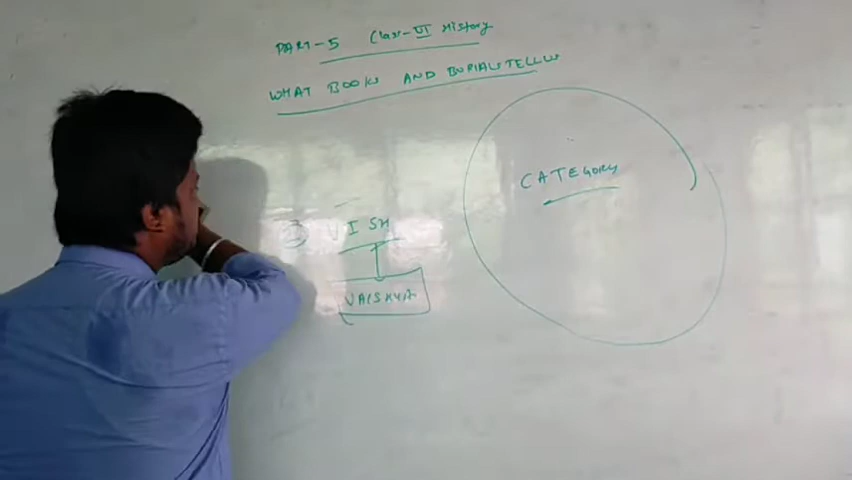 PART-5 Class-VI History
WHAT BOOKS AND BURIALS TELL US
CATEGORY
VISH
VAISHYA